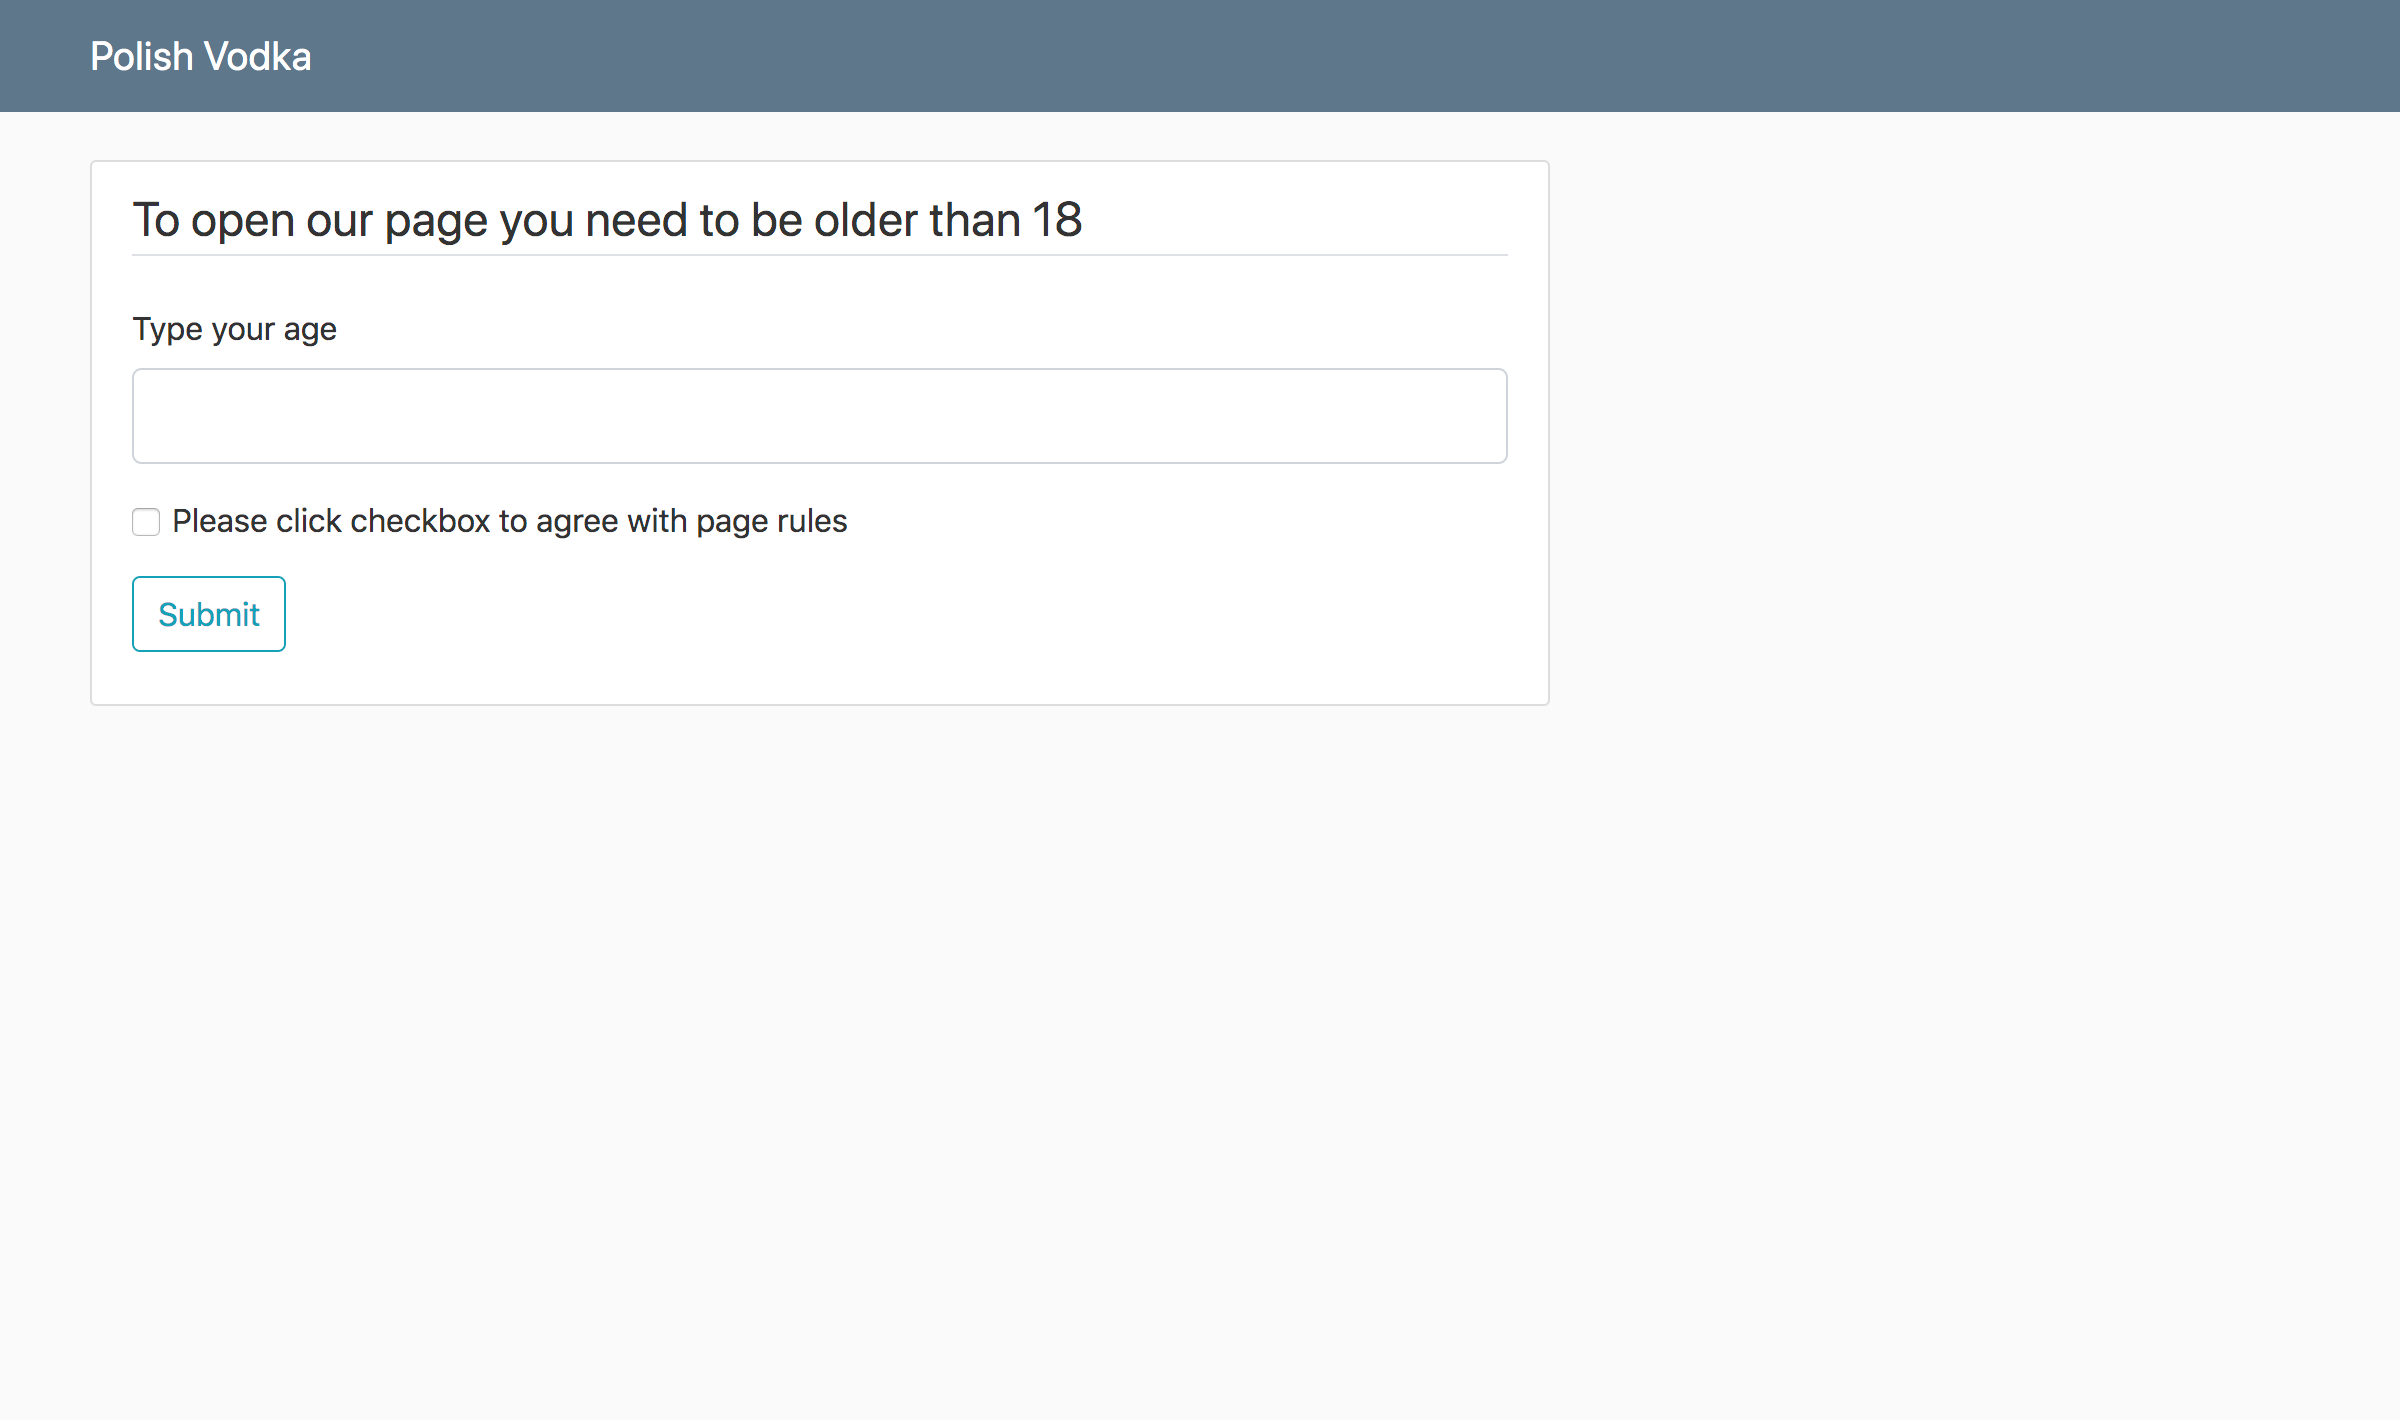 Polish Vodka
To open our page you need to be older than 18
Type your age
Please click checkbox to agree with page rules
Submit